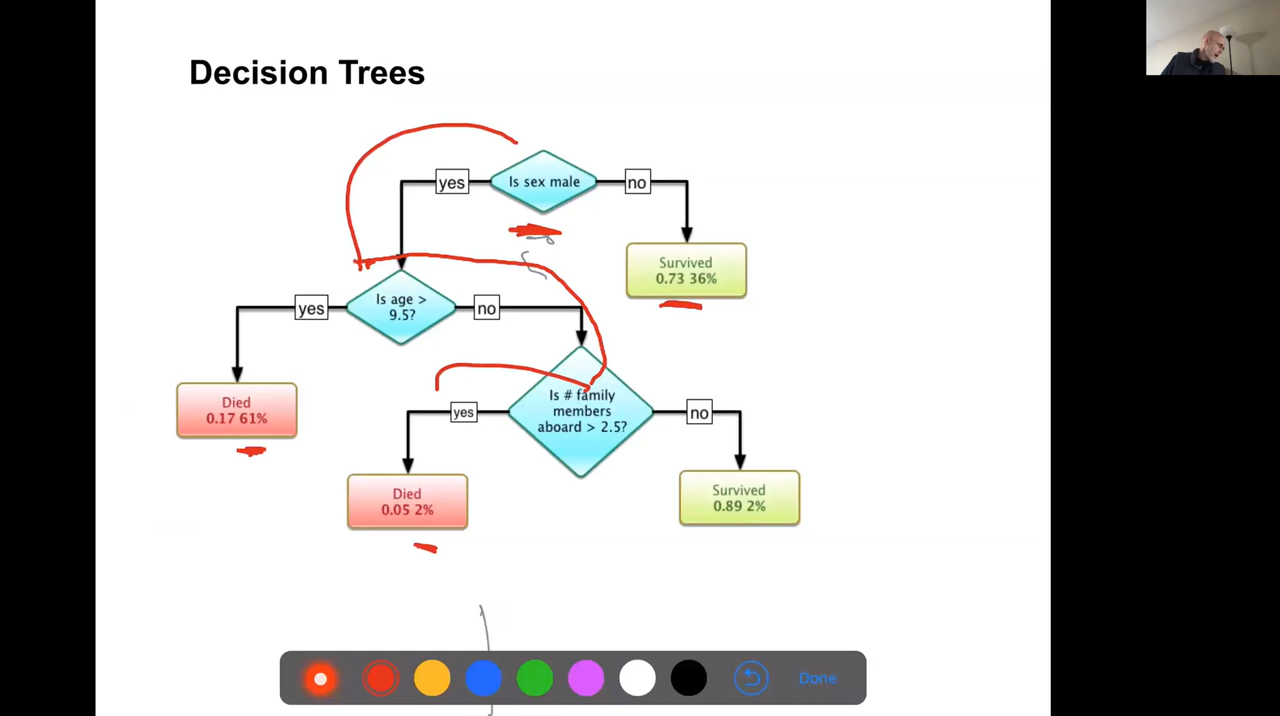 Decision Trees
yes
Is sex male
no
Survived
0.73 36%
yes
Is age >
9.5?
no
Died
0.17 61%
yes
Is # family
members
aboard > 2.5?
no
Died
0.05 2%
Survived
0.89 2%
Done